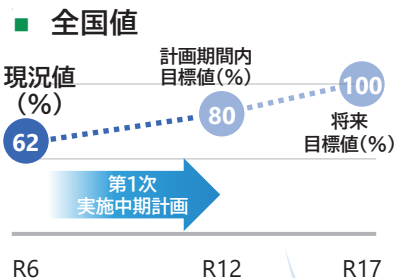 ■ 全国値
現況値
（%）
計画期間内
目標値(%)
62
80
100
将来
目標値(%)
第1次
実施中期計画
R6
R12
R17